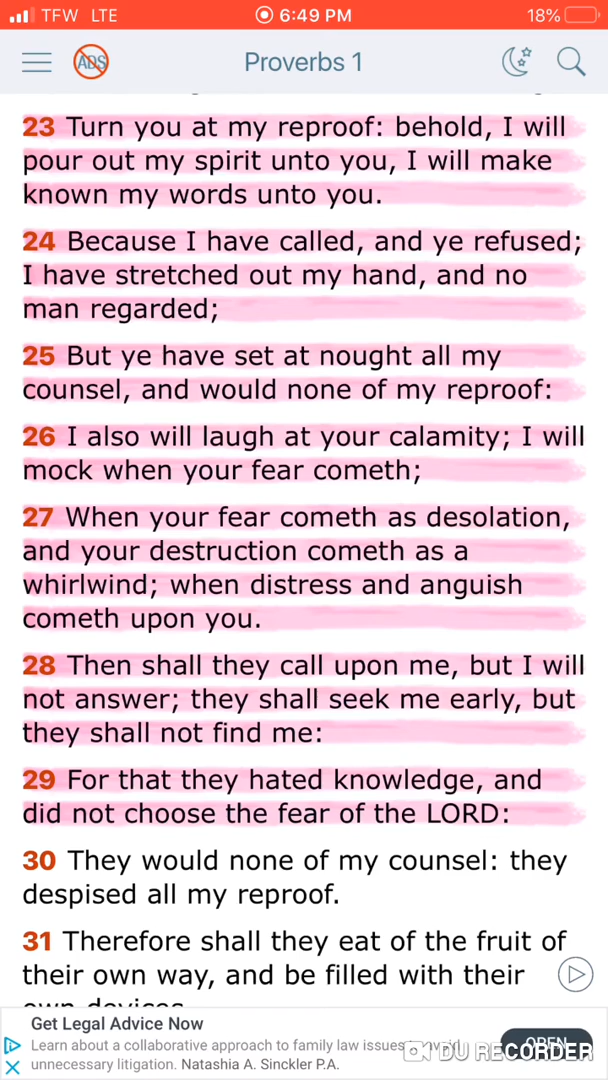 TFW LTE 6:49 PM 18%
ADS Proverbs 1
23 Turn you at my reproof: behold, I will
pour out my spirit unto you, I will make
known my words unto you.
24 Because I have called, and ye refused;
I have stretched out my hand, and no
man regarded;
25 But ye have set at nought all my
counsel, and would none of my reproof:
26 I also will laugh at your calamity; I will
mock when your fear cometh;
27 When your fear cometh as desolation,
and your destruction cometh as a
whirlwind; when distress and anguish
cometh upon you.
28 Then shall they call upon me, but I will
not answer; they shall seek me early, but
they shall not find me:
29 For that they hated knowledge, and
did not choose the fear of the LORD:
30 They would none of my counsel: they
despised all my reproof.
31 Therefore shall they eat of the fruit of
their own way, and be filled with their
own devices
Get Legal Advice Now
Learn about a collaborative approach to family law issues
unnecessary litigation. Natashia A. Sinckler P.A.
OPEN
DU RECORDER